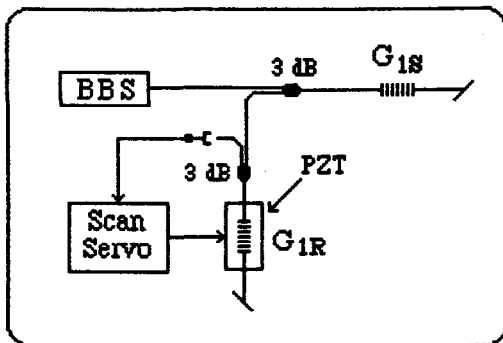 3 dB
G1S
BBS
3 dB
PZT
Scan
Servo
G1R